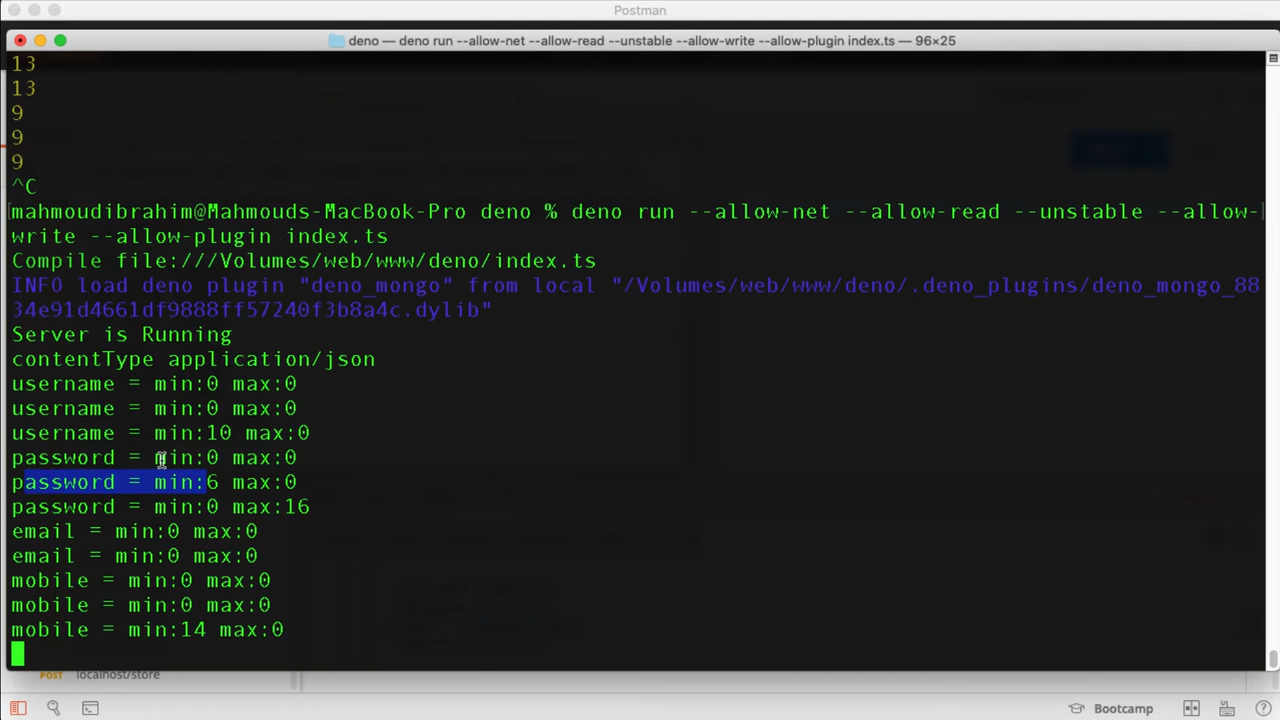 Postman
deno — deno run --allow-net --allow-read --unstable --allow-write --allow-plugin index.ts — 96×25
13
13
9
9
9
^C
[mahmoudibrahim@Mahmouds-MacBook-Pro deno % deno run --allow-net --allow-read --unstable --allow-]
write --allow-plugin index.ts
Compile file:///Volumes/web/www/deno/index.ts
INFO load deno plugin "deno_mongo" from local "/Volumes/web/www/deno/.deno_plugins/deno_mongo_88
34e91d4661df9888ff57240f3b8a4c.dylib"
Server is Running
contentType application/json
username = min:0 max:0
username = min:0 max:0
username = min:10 max:0
password = min:0 max:0
password = min:6 max:0
password = min:0 max:16
email = min:0 max:0
email = min:0 max:0
mobile = min:0 max:0
mobile = min:0 max:0
mobile = min:14 max:0
POST localhost/store
Bootcamp